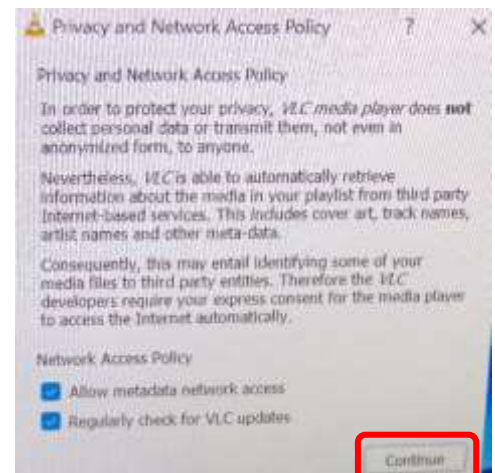 Privacy and Network Access Policy ? ×
Privacy and Network Access Policy
In order to protect your privacy, VLC media player does not
collect personal data or transmit them, not even in
anonymized form, to anyone.
Nevertheless, VLC is able to automatically retrieve
information about the media in your playlist from third party
Internet-based services. This includes cover art, track names,
artist names and other meta-data.
Consequently, this may entail identifying some of your
media files to third party entities. Therefore the VLC
developers require your express consent for the media player
to access the Internet automatically.
Network Access Policy
Allow metadata network access
Regularly check for VLC updates
Continue